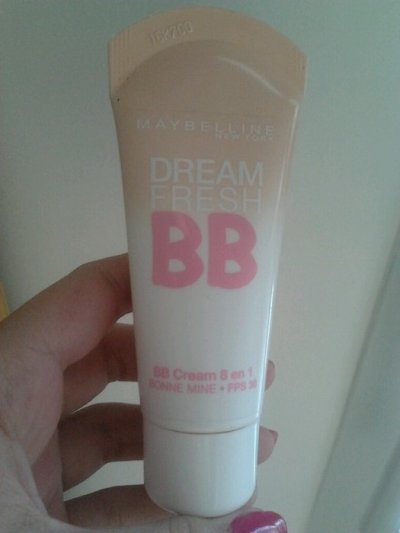 MAYBELLINE
NEW YORK
DREAM
FRESH
BB
BB Cream 8 en 1
BONNE MINE • FPS 30